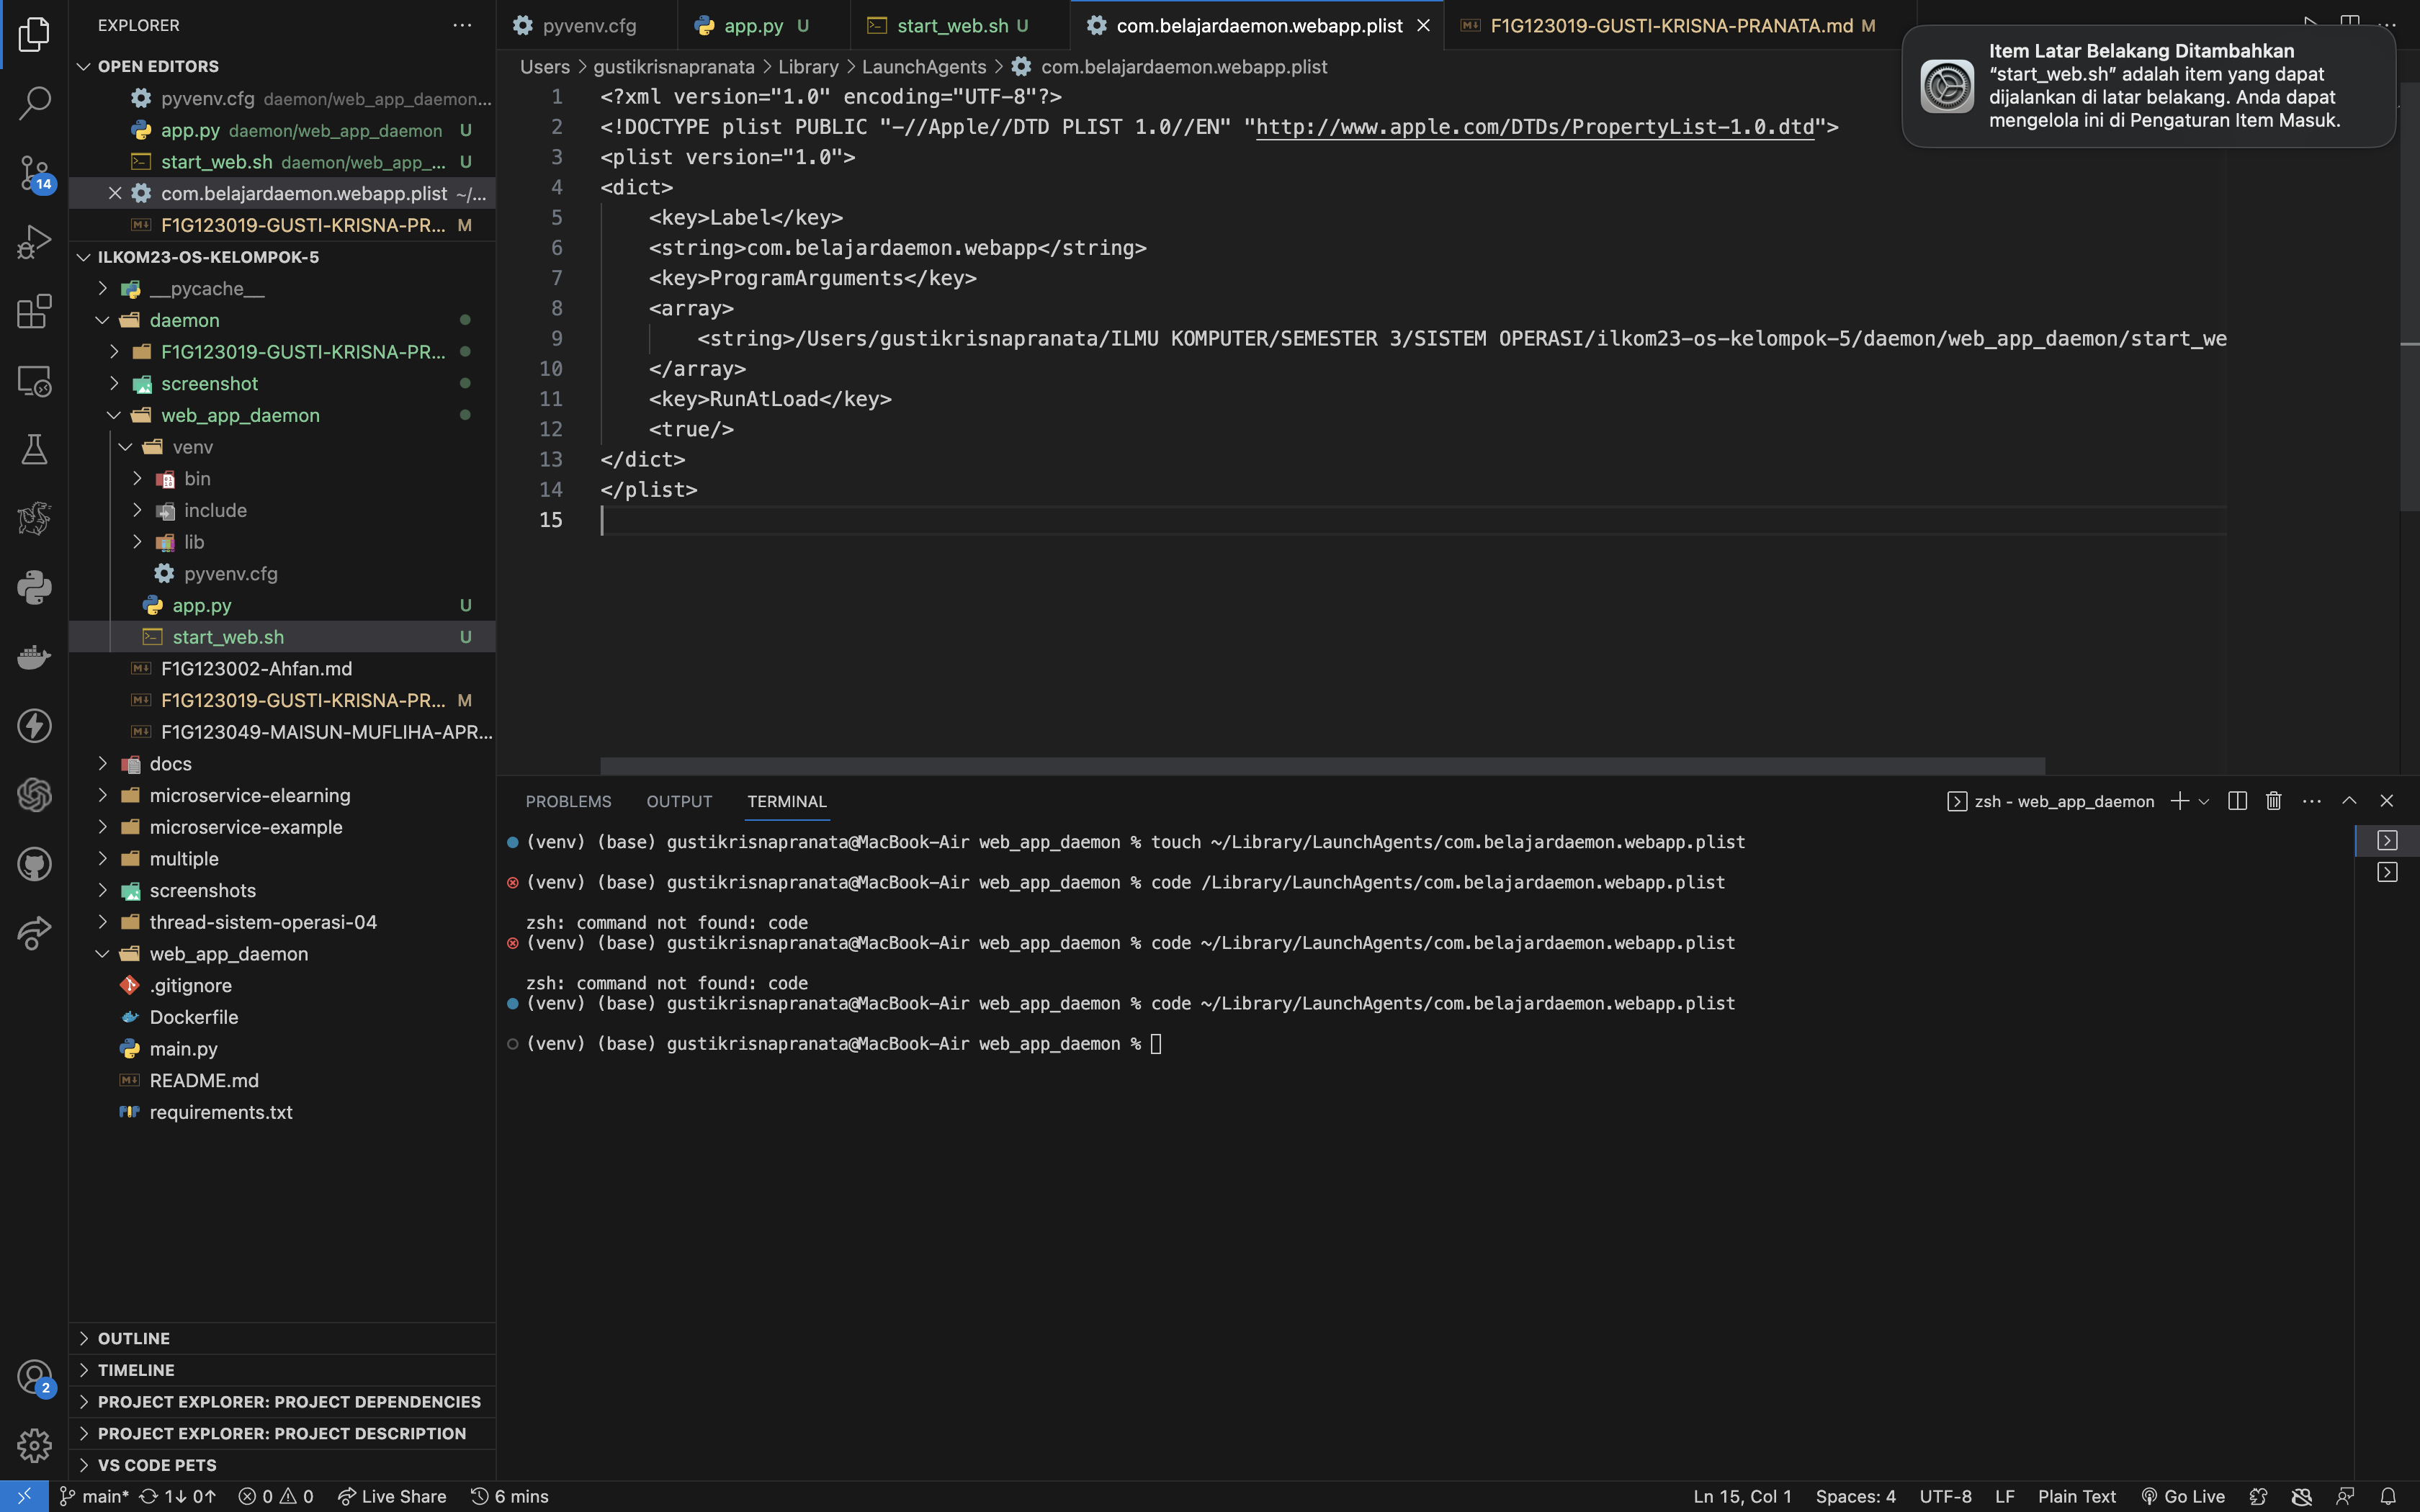 EXPLORER
OPEN EDITORS
pyvenv.cfg daemon/web_app_daemon...
app.py daemon/web_app_daemon U
start_web.sh daemon/web_app_... U
com.belajardaemon.webapp.plist ~/...
F1G123019-GUSTI-KRISNA-PR... M
ILKOM23-OS-KELOMPOK-5
__pycache__
daemon
F1G123019-GUSTI-KRISNA-PR...
screenshot
web_app_daemon
venv
bin
include
lib
pyvenv.cfg
app.py U
start_web.sh U
F1G123002-Ahfan.md
F1G123019-GUSTI-KRISNA-PR... M
F1G123049-MAISUN-MUFLIHA-APR...
docs
microservice-elearning
microservice-example
multiple
screenshots
thread-sistem-operasi-04
web_app_daemon
.gitignore
Dockerfile
main.py
README.md
requirements.txt
OUTLINE
TIMELINE
PROJECT EXPLORER: PROJECT DEPENDENCIES
PROJECT EXPLORER: PROJECT DESCRIPTION
VS CODE PETS
14
2
pyvenv.cfg
app.py U
start_web.sh U
com.belajardaemon.webapp.plist
F1G123019-GUSTI-KRISNA-PRANATA.md M
Users > gustikrisnapranata > Library > LaunchAgents > com.belajardaemon.webapp.plist
Item Latar Belakang Ditambahkan
“start_web.sh” adalah item yang dapat
dijalankan di latar belakang. Anda dapat
mengelola ini di Pengaturan Item Masuk.
1 <?xml version="1.0" encoding="UTF-8"?>
2 <!DOCTYPE plist PUBLIC "-//Apple//DTD PLIST 1.0//EN" "http://www.apple.com/DTDs/PropertyList-1.0.dtd">
3 <plist version="1.0">
4 <dict>
5 <key>Label</key>
6 <string>com.belajardaemon.webapp</string>
7 <key>ProgramArguments</key>
8 <array>
9 <string>/Users/gustikrisnapranata/ILMU KOMPUTER/SEMESTER 3/SISTEM OPERASI/ilkom23-os-kelompok-5/daemon/web_app_daemon/start_we
10 </array>
11 <key>RunAtLoad</key>
12 <true/>
13 </dict>
14 </plist>
15
PROBLEMS OUTPUT TERMINAL
zsh - web_app_daemon
(venv) (base) gustikrisnapranata@MacBook-Air web_app_daemon % touch ~/Library/LaunchAgents/com.belajardaemon.webapp.plist
(venv) (base) gustikrisnapranata@MacBook-Air web_app_daemon % code /Library/LaunchAgents/com.belajardaemon.webapp.plist
zsh: command not found: code
(venv) (base) gustikrisnapranata@MacBook-Air web_app_daemon % code ~/Library/LaunchAgents/com.belajardaemon.webapp.plist
zsh: command not found: code
(venv) (base) gustikrisnapranata@MacBook-Air web_app_daemon % code ~/Library/LaunchAgents/com.belajardaemon.webapp.plist
(venv) (base) gustikrisnapranata@MacBook-Air web_app_daemon %
main* 1↓ 0↑ 0 0 Live Share 6 mins
Ln 15, Col 1 Spaces: 4 UTF-8 LF Plain Text Go Live